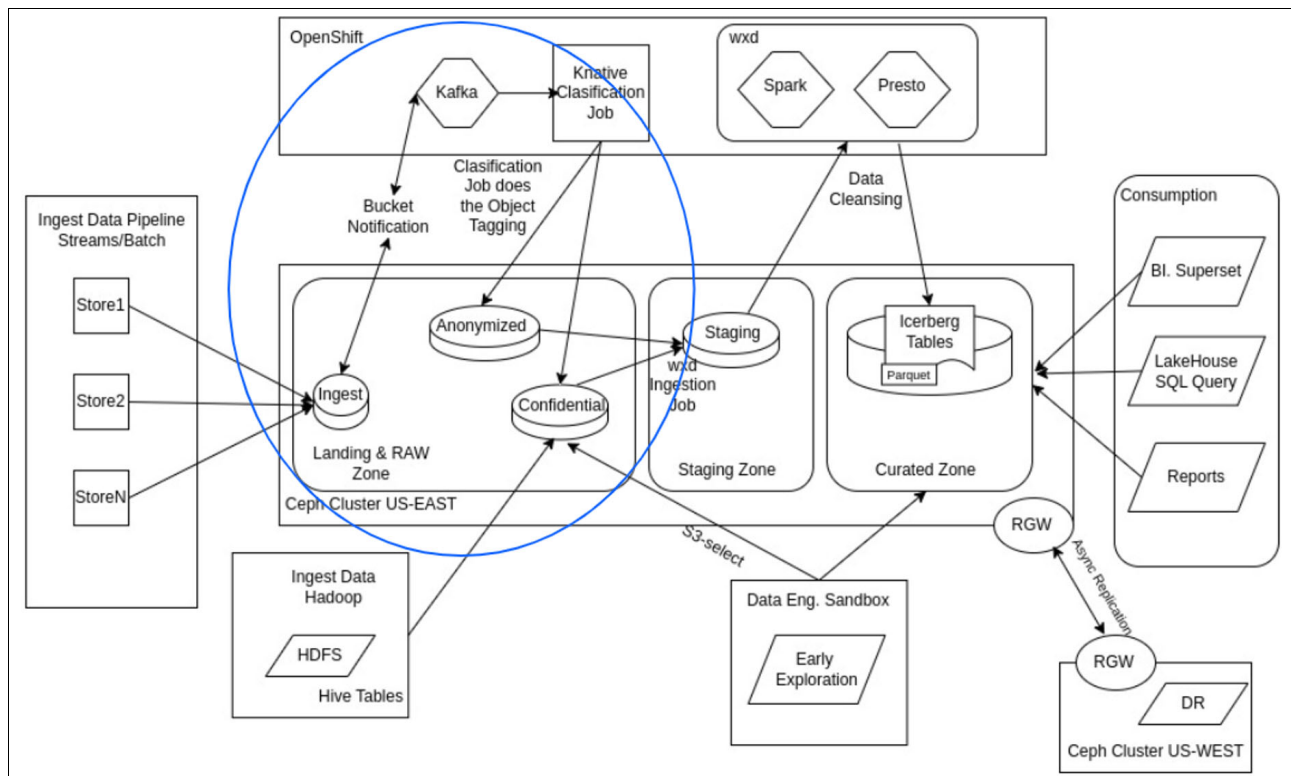 OpenShift
Kafka
Knative
Clasification
Job
wxd
Spark
Presto
Clasification
Job does
the Object
Tagging
Bucket
Notification
Data
Cleansing
Ingest Data Pipeline
Streams/Batch
Store1
Store2
StoreN
Consumption
BI. Superset
LakeHouse
SQL Query
Reports
Ingest
Anonymized
Confidential
Landing & RAW
Zone
Staging
wxd
Ingestion
Job
Staging Zone
Icerberg
Tables
Parquet
Curated Zone
Ceph Cluster US-EAST
RGW
S3-select
Async Replication
Ingest Data
Hadoop
HDFS
Hive Tables
Data Eng. Sandbox
Early
Exploration
RGW
DR
Ceph Cluster US-WEST